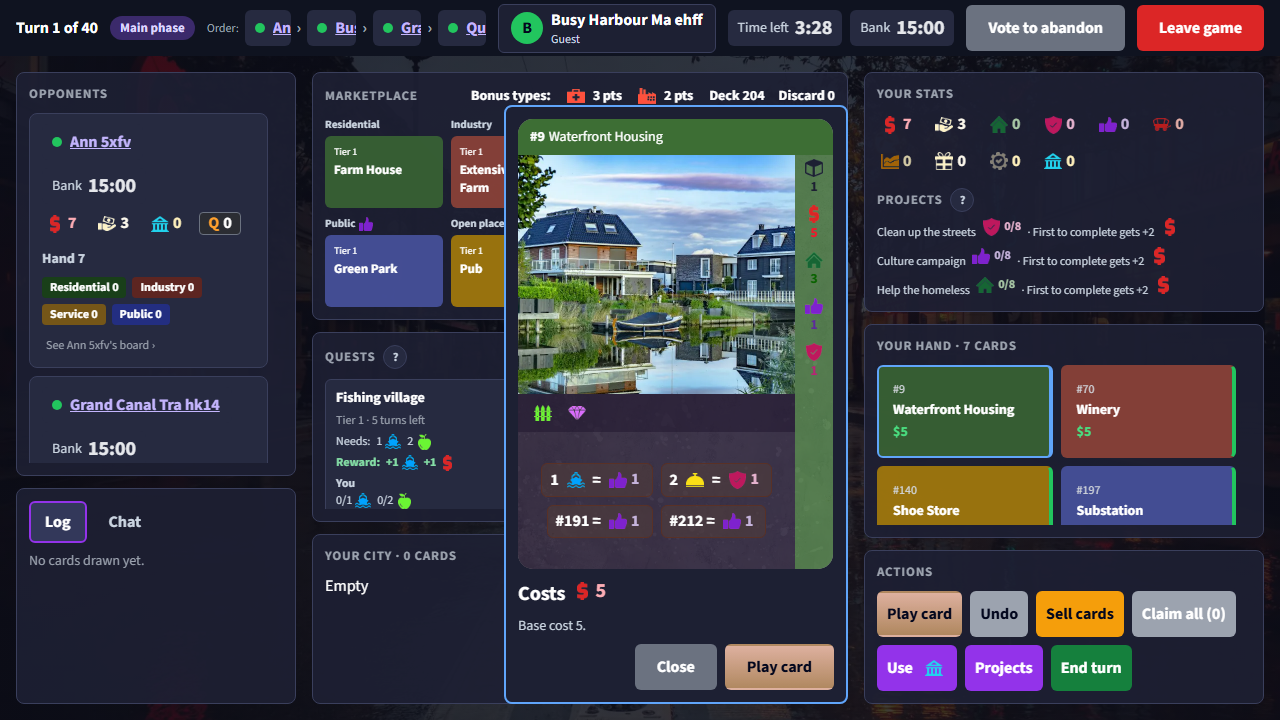 Turn 1 of 40
Main phase
Order:
An
›
Bu
›
Gra
›
Qu
B
Busy Harbour Ma ehff
Guest
Time left 3:28
Bank 15:00
Vote to abandon
Leave game
OPPONENTS
Ann 5xfv
Bank 15:00
7
3
0
Q 0
Hand 7
Residential 0
Industry 0
Service 0
Public 0
See Ann 5xfv's board ›
Grand Canal Tra hk14
Bank 15:00
Log
Chat
No cards drawn yet.
MARKETPLACE
Bonus types:
3 pts
2 pts
Deck 204
Discard 0
Residential
Industry
Tier 1
Farm House
Tier 1
Extensiv
Farm
Public
Open place
Tier 1
Green Park
Tier 1
Pub
QUESTS
?
Fishing village
Tier 1 · 5 turns left
Needs: 1 2
Reward: +1 +1
You
0/1 0/2
YOUR CITY · 0 CARDS
Empty
#9 Waterfront Housing
1
5
3
1
1
1 = 1
2 = 1
#191 = 1
#212 = 1
Costs 5
Base cost 5.
Close
Play card
YOUR STATS
7
3
0
0
0
0
0
0
0
0
PROJECTS
?
Clean up the streets 0/8 · First to complete gets +2
Culture campaign 0/8 · First to complete gets +2
Help the homeless 0/8 · First to complete gets +2
YOUR HAND · 7 CARDS
#9
Waterfront Housing
$5
#70
Winery
$5
#140
Shoe Store
#197
Substation
ACTIONS
Play card
Undo
Sell cards
Claim all (0)
Use
Projects
End turn